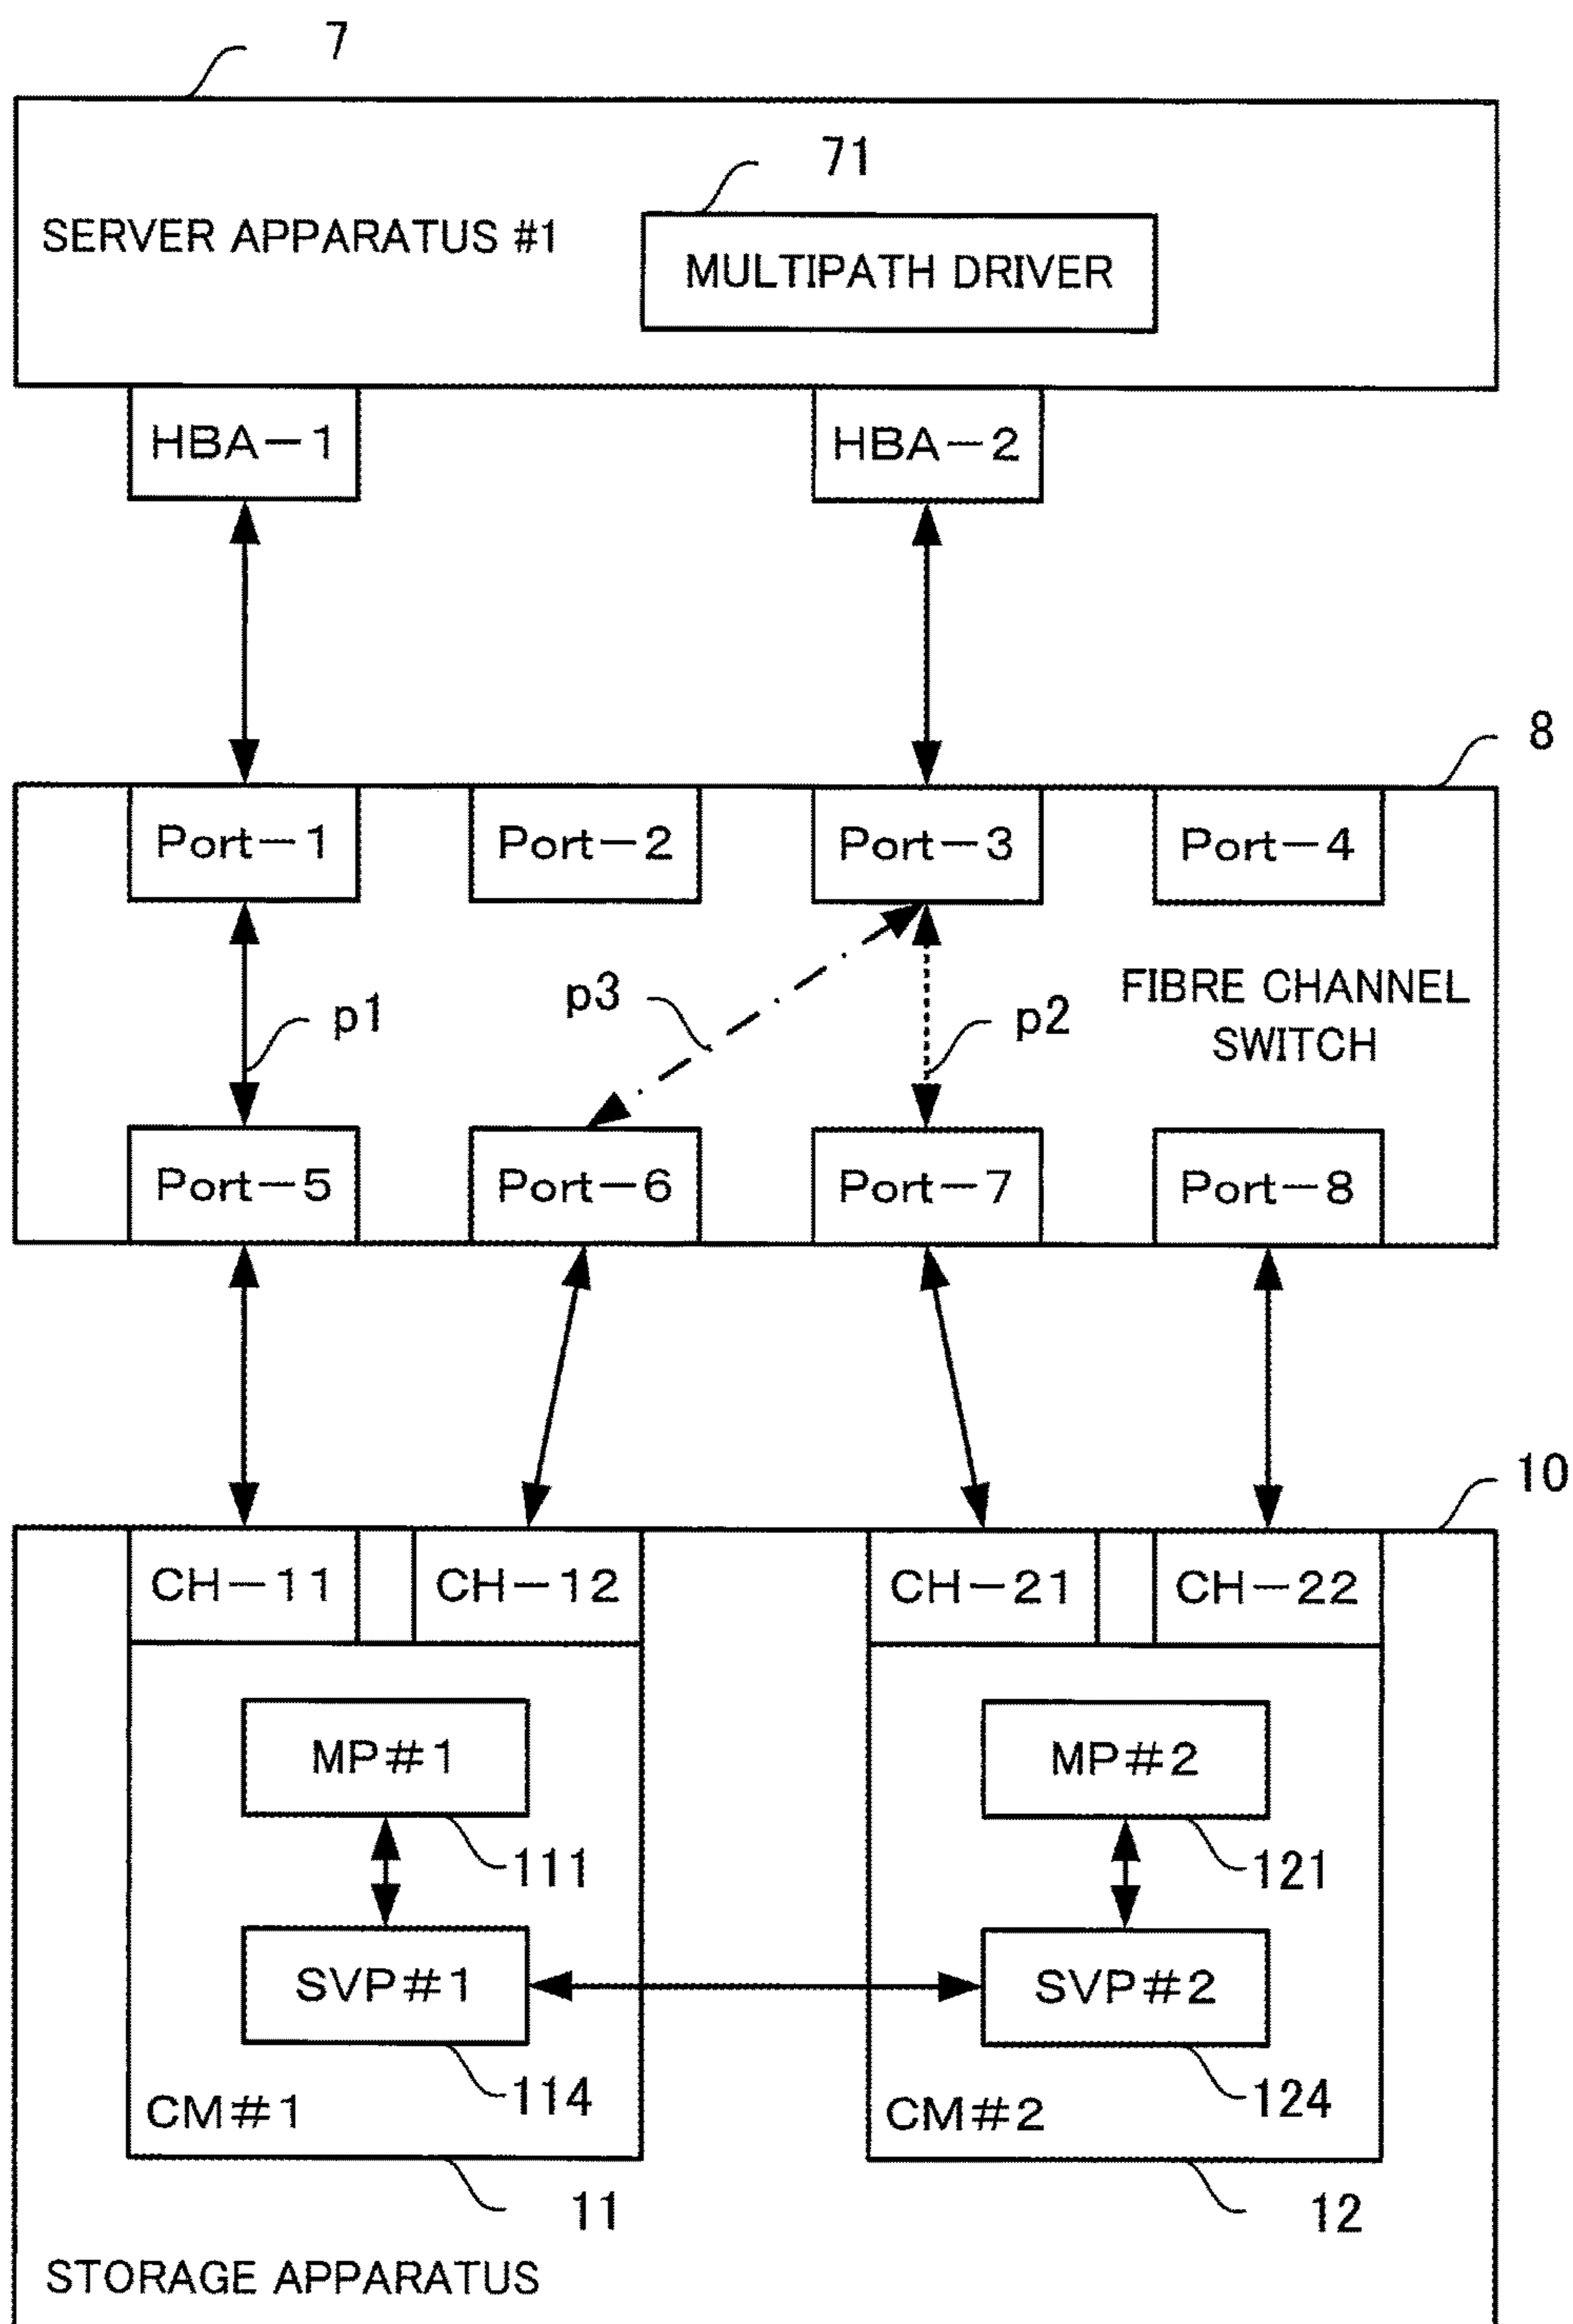 7
71
SERVER APPARATUS #1
MULTIPATH DRIVER
HBA-1
HBA-2
8
Port-1
Port-2
Port-3
Port-4
p3
p1
p2
FIBRE CHANNEL
SWITCH
Port-5
Port-6
Port-7
Port-8
10
CH-11
CH-12
CH-21
CH-22
MP#1
MP#2
111
121
SVP#1
SVP#2
114
124
CM#1
CM#2
11
12
STORAGE APPARATUS